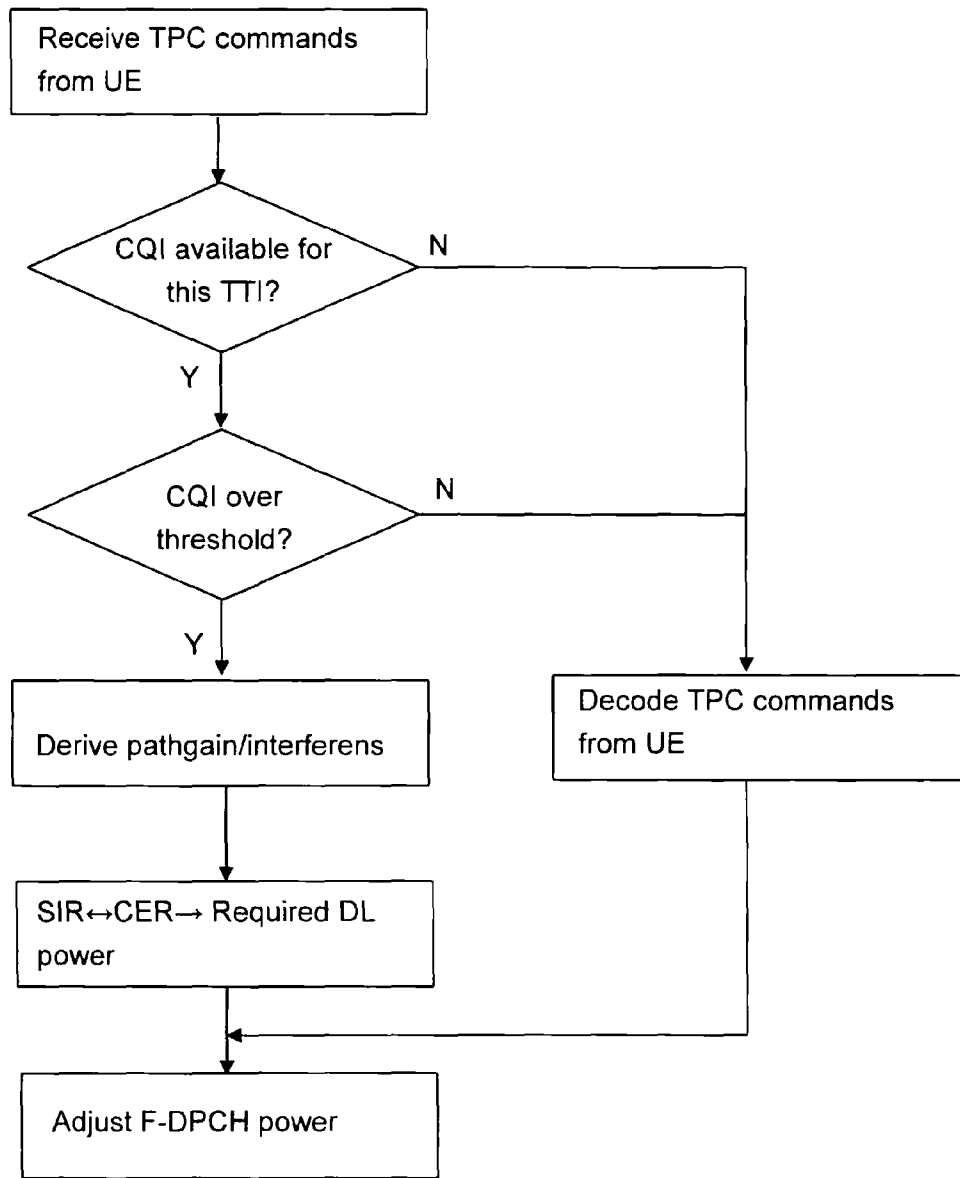 Receive TPC commands
from UE
CQI available for
this TTI?
N
Y
CQI over
threshold?
N
Y
Derive pathgain/interferens
Decode TPC commands
from UE
SIR↔CER→ Required DL
power
Adjust F-DPCH power